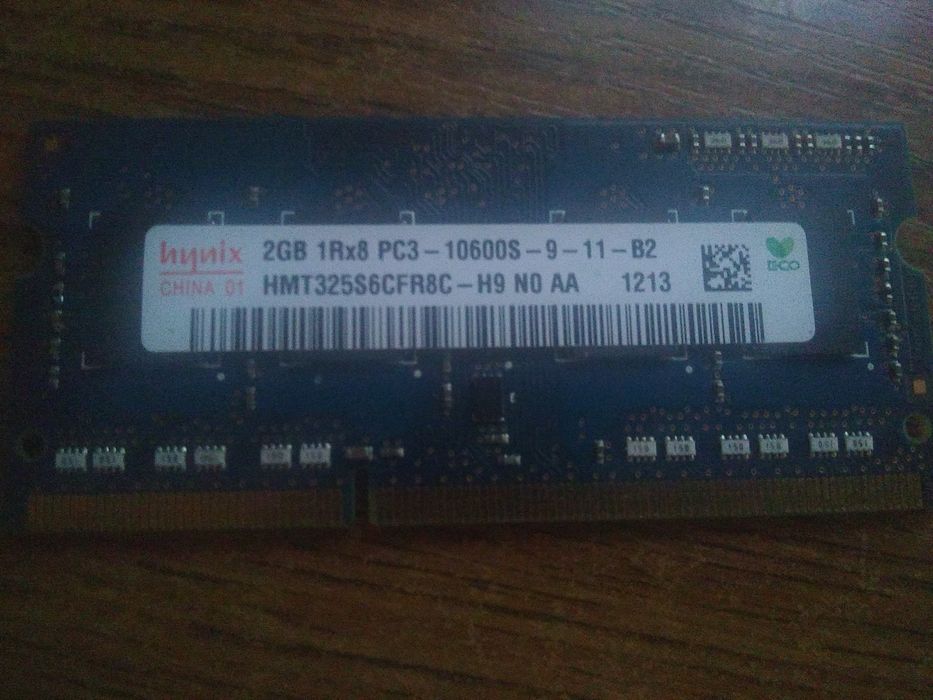 hynix
CHINA 01
2GB 1Rx8 PC3-10600S-9-11-B2
HMT325S6CFR8C-H9 N0 AA 1213
ECO